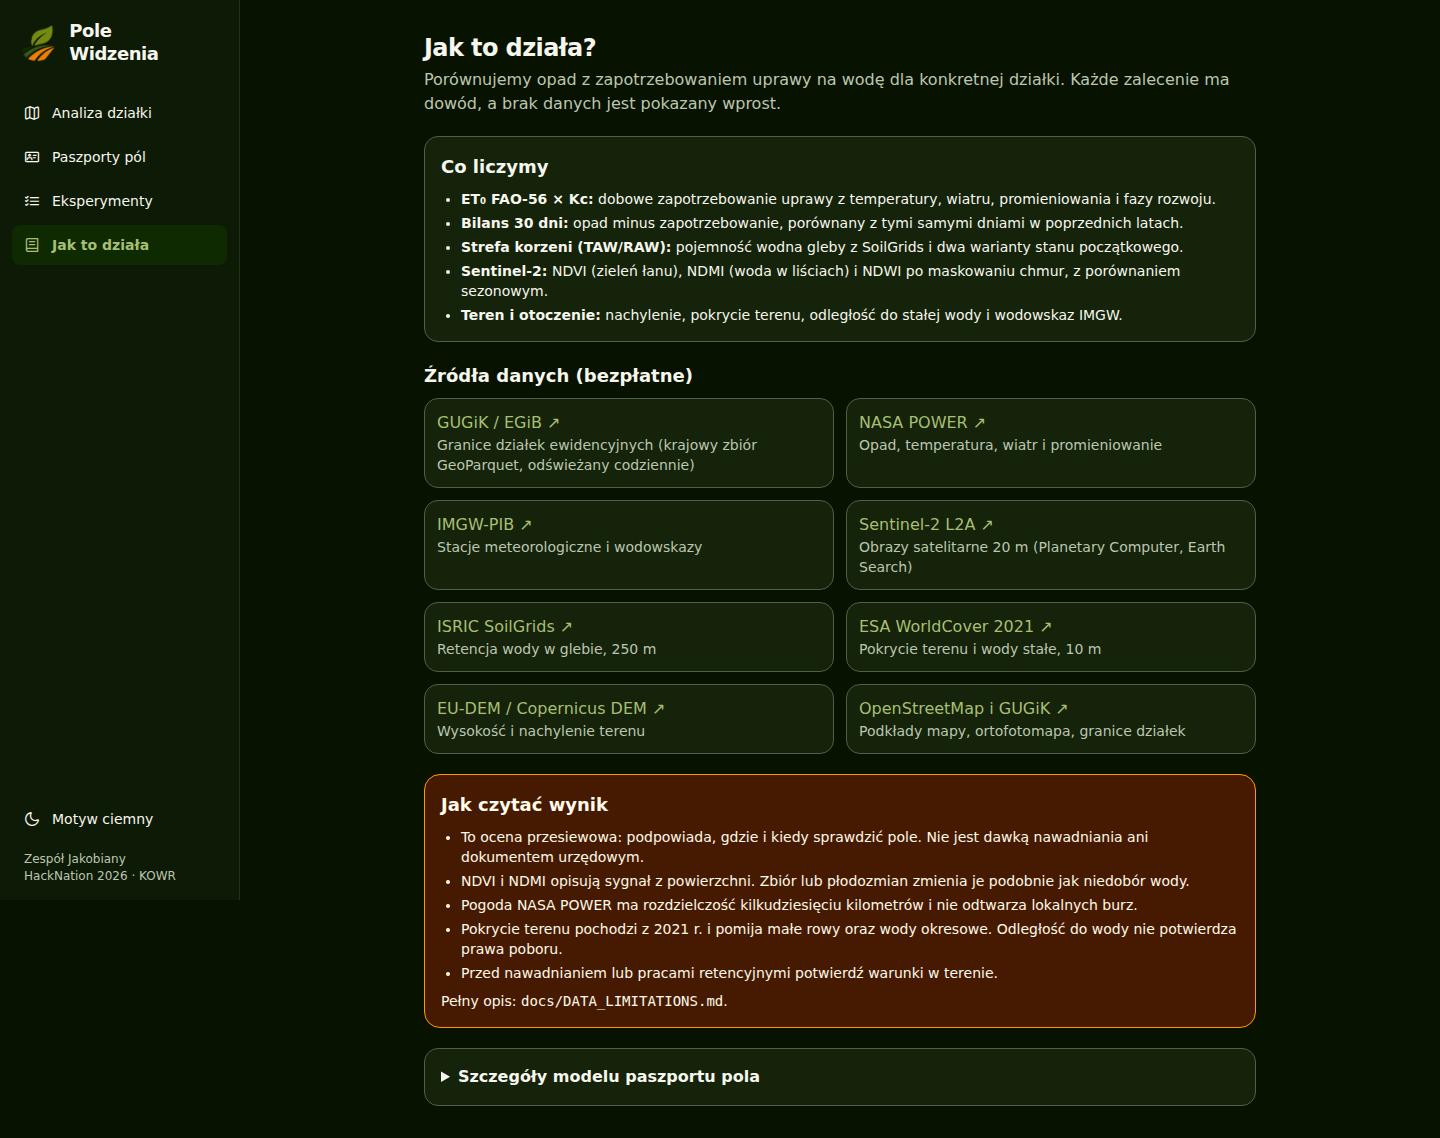 Pole
Widzenia
Analiza działki
Paszporty pól
Eksperymenty
Jak to działa
Motyw ciemny
Zespół Jakobiany
HackNation 2026 · KOWR
Jak to działa?
Porównujemy opad z zapotrzebowaniem uprawy na wodę dla konkretnej działki. Każde zalecenie ma
dowód, a brak danych jest pokazany wprost.
Co liczymy
• ET₀ FAO-56 × Kc: dobowe zapotrzebowanie uprawy z temperatury, wiatru, promieniowania i fazy rozwoju.
• Bilans 30 dni: opad minus zapotrzebowanie, porównany z tymi samymi dniami w poprzednich latach.
• Strefa korzeni (TAW/RAW): pojemność wodna gleby z SoilGrids i dwa warianty stanu początkowego.
• Sentinel-2: NDVI (zieleń łanu), NDMI (woda w liściach) i NDWI po maskowaniu chmur, z porównaniem
sezonowym.
• Teren i otoczenie: nachylenie, pokrycie terenu, odległość do stałej wody i wodowskaz IMGW.
Źródła danych (bezpłatne)
GUGiK / EGiB ↗
Granice działek ewidencyjnych (krajowy zbiór
GeoParquet, odświeżany codziennie)
NASA POWER ↗
Opad, temperatura, wiatr i promieniowanie
IMGW-PIB ↗
Stacje meteorologiczne i wodowskazy
Sentinel-2 L2A ↗
Obrazy satelitarne 20 m (Planetary Computer, Earth
Search)
ISRIC SoilGrids ↗
Retencja wody w glebie, 250 m
ESA WorldCover 2021 ↗
Pokrycie terenu i wody stałe, 10 m
EU-DEM / Copernicus DEM ↗
Wysokość i nachylenie terenu
OpenStreetMap i GUGiK ↗
Podkłady mapy, ortofotomapa, granice działek
Jak czytać wynik
• To ocena przesiewowa: podpowiada, gdzie i kiedy sprawdzić pole. Nie jest dawką nawadniania ani
dokumentem urzędowym.
• NDVI i NDMI opisują sygnał z powierzchni. Zbiór lub płodozmian zmienia je podobnie jak niedobór wody.
• Pogoda NASA POWER ma rozdzielczość kilkudziesięciu kilometrów i nie odtwarza lokalnych burz.
• Pokrycie terenu pochodzi z 2021 r. i pomija małe rowy oraz wody okresowe. Odległość do wody nie potwierdza
prawa poboru.
• Przed nawadnianiem lub pracami retencyjnymi potwierdź warunki w terenie.
Pełny opis: docs/DATA_LIMITATIONS.md.
▶ Szczegóły modelu paszportu pola